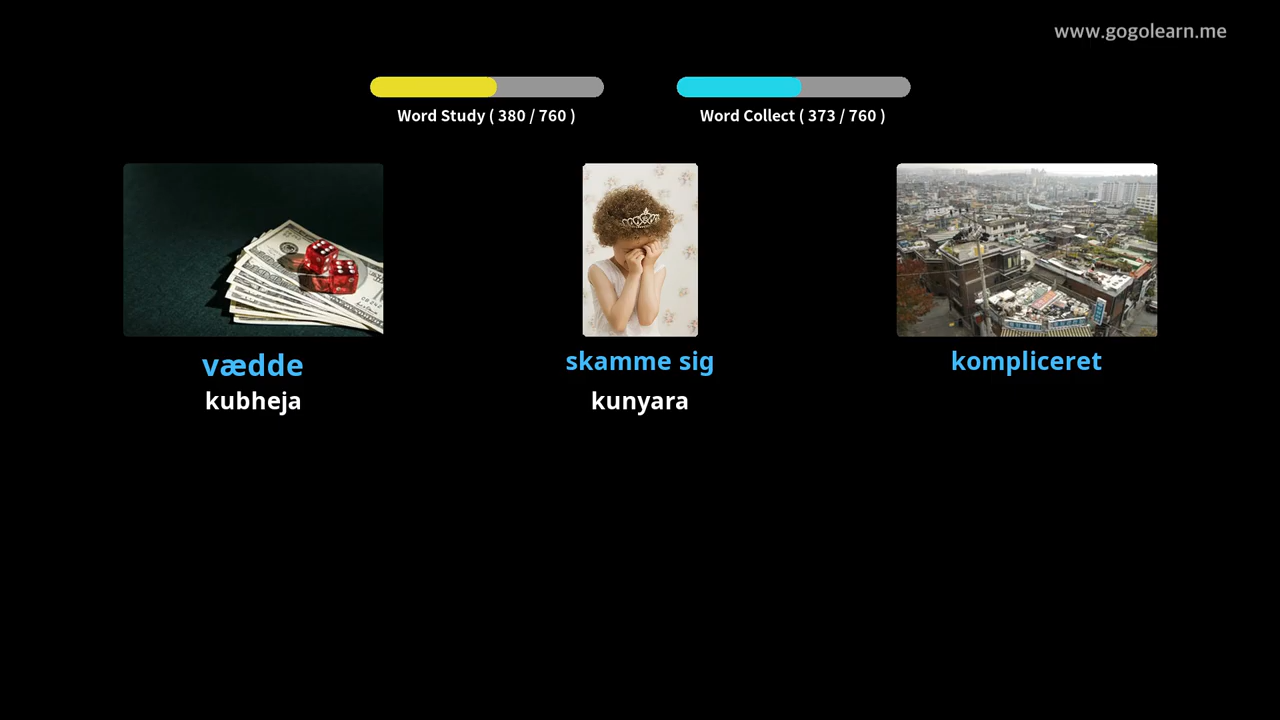 www.gogolearn.me
Word Study ( 380 / 760 )
Word Collect ( 373 / 760 )
vædde
skamme sig
kompliceret
kubheja
kunyara